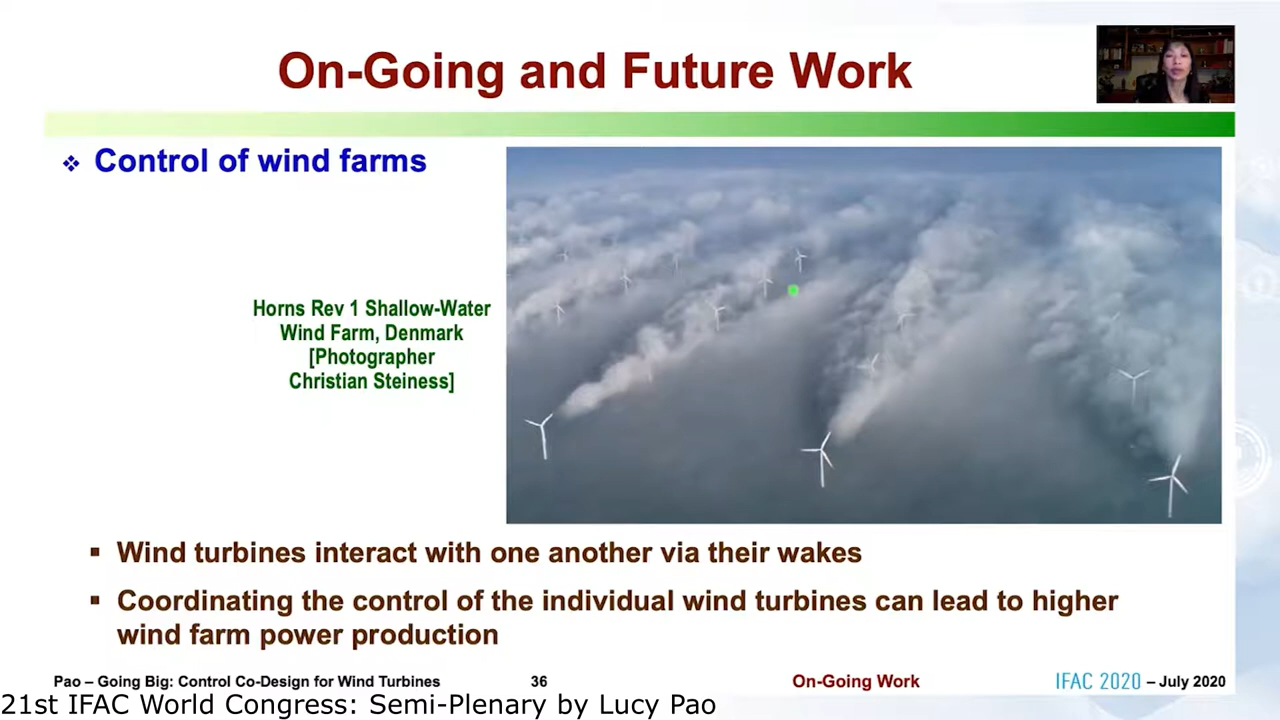 On-Going and Future Work
❖ Control of wind farms
Horns Rev 1 Shallow-Water
Wind Farm, Denmark
[Photographer
Christian Steiness]
▪ Wind turbines interact with one another via their wakes
▪ Coordinating the control of the individual wind turbines can lead to higher
wind farm power production
Pao – Going Big: Control Co-Design for Wind Turbines 36 On-Going Work IFAC 2020 – July 2020
21st IFAC World Congress: Semi-Plenary by Lucy Pao